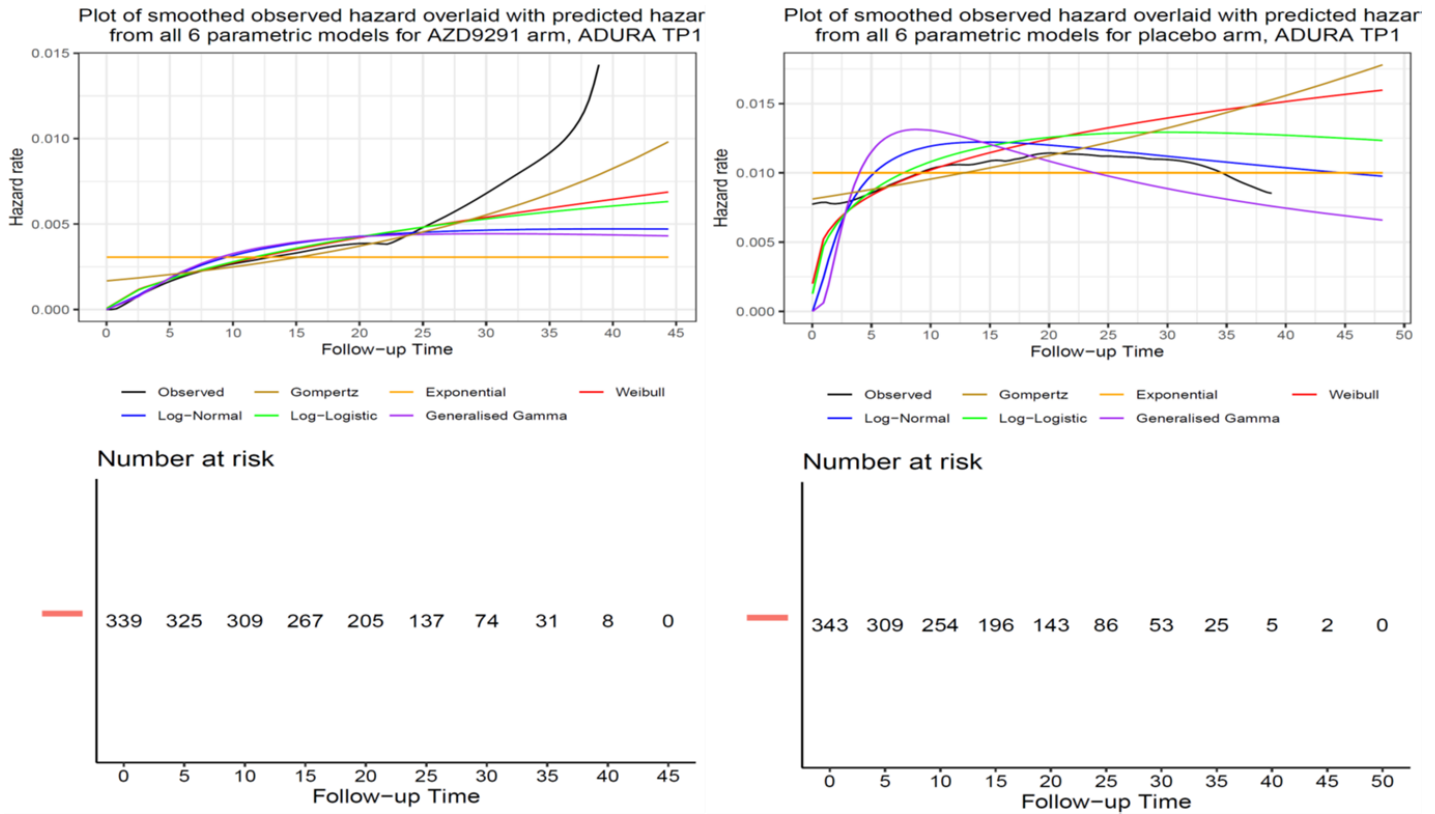 Plot of smoothed observed hazard overlaid with predicted hazar
from all 6 parametric models for AZD9291 arm, ADURA TP1
0.015
0.010
0.005
0.000
Hazard rate
0 5 10 15 20 25 30 35 40 45
Follow-up Time
Observed Gompertz Exponential Weibull
Log-Normal Log-Logistic Generalised Gamma
Number at risk
339 325 309 267 205 137 74 31 8 0
0 5 10 15 20 25 30 35 40 45
Follow-up Time
Plot of smoothed observed hazard overlaid with predicted hazar
from all 6 parametric models for placebo arm, ADURA TP1
0.015
0.010
0.005
0.000
Hazard rate
0 5 10 15 20 25 30 35 40 45 50
Follow-up Time
Observed Gompertz Exponential Weibull
Log-Normal Log-Logistic Generalised Gamma
Number at risk
343 309 254 196 143 86 53 25 5 2 0
0 5 10 15 20 25 30 35 40 45 50
Follow-up Time